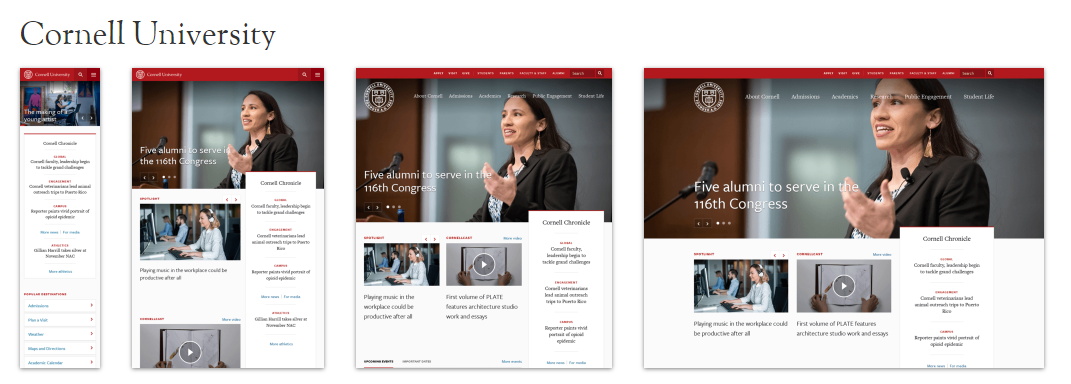 Cornell University
Cornell University
The making of a
young artist
Cornell Chronicle
GLOBAL
Cornell faculty, leadership begin
to tackle grand challenges
ENGAGEMENT
Cornell veterinarians lead animal
outreach trips to Puerto Rico
CAMPUS
Reporter paints vivid portrait of
opioid epidemic
More news | For media
ATHLETICS
Gillian Herrill takes silver at
November NAC
More athletics
POPULAR DESTINATIONS
Admissions
Plan a Visit
Weather
Maps and Directions
Academic Calendar
Cornell University
Five alumni to serve in
the 116th Congress
SPOTLIGHT
Playing music in the workplace could be
productive after all
More video
Cornell Chronicle
GLOBAL
Cornell faculty, leadership begin
to tackle grand challenges
ENGAGEMENT
Cornell veterinarians lead
animal outreach trips to Puerto
Rico
CAMPUS
Reporter paints vivid portrait of
opioid epidemic
More news | For media
ATHLETICS
Gillian Herrill takes silver at
November NAC
More athletics
APPLY VISIT GIVE STUDENTS PARENTS FACULTY & STAFF ALUMNI Search
About Cornell Admissions Academics Research Public Engagement Student Life
Five alumni to serve in the
116th Congress
SPOTLIGHT
Playing music in the
workplace could be
productive after all
CORNELLCAST More video
First volume of PLATE
features architecture studio
work and essays
Cornell Chronicle
GLOBAL
Cornell faculty,
leadership begin to
tackle grand challenges
ENGAGEMENT
Cornell veterinarians
lead animal outreach
trips to Puerto Rico
CAMPUS
Reporter paints vivid
portrait of opioid
epidemic
More news | For media
UPCOMING EVENTS IMPORTANT DATES More events
APPLY VISIT GIVE STUDENTS PARENTS FACULTY & STAFF ALUMNI Search
About Cornell Admissions Academics Research Public Engagement Student Life
Five alumni to serve in the
116th Congress
SPOTLIGHT
Playing music in the workplace could
be productive after all
CORNELLCAST More video
First volume of PLATE features
architecture studio work and essays
Cornell Chronicle
GLOBAL
Cornell faculty,
leadership begin to
tackle grand challenges
ENGAGEMENT
Cornell veterinarians
lead animal outreach
trips to Puerto Rico
CAMPUS
Reporter paints vivid
portrait of opioid
epidemic
More news | For media